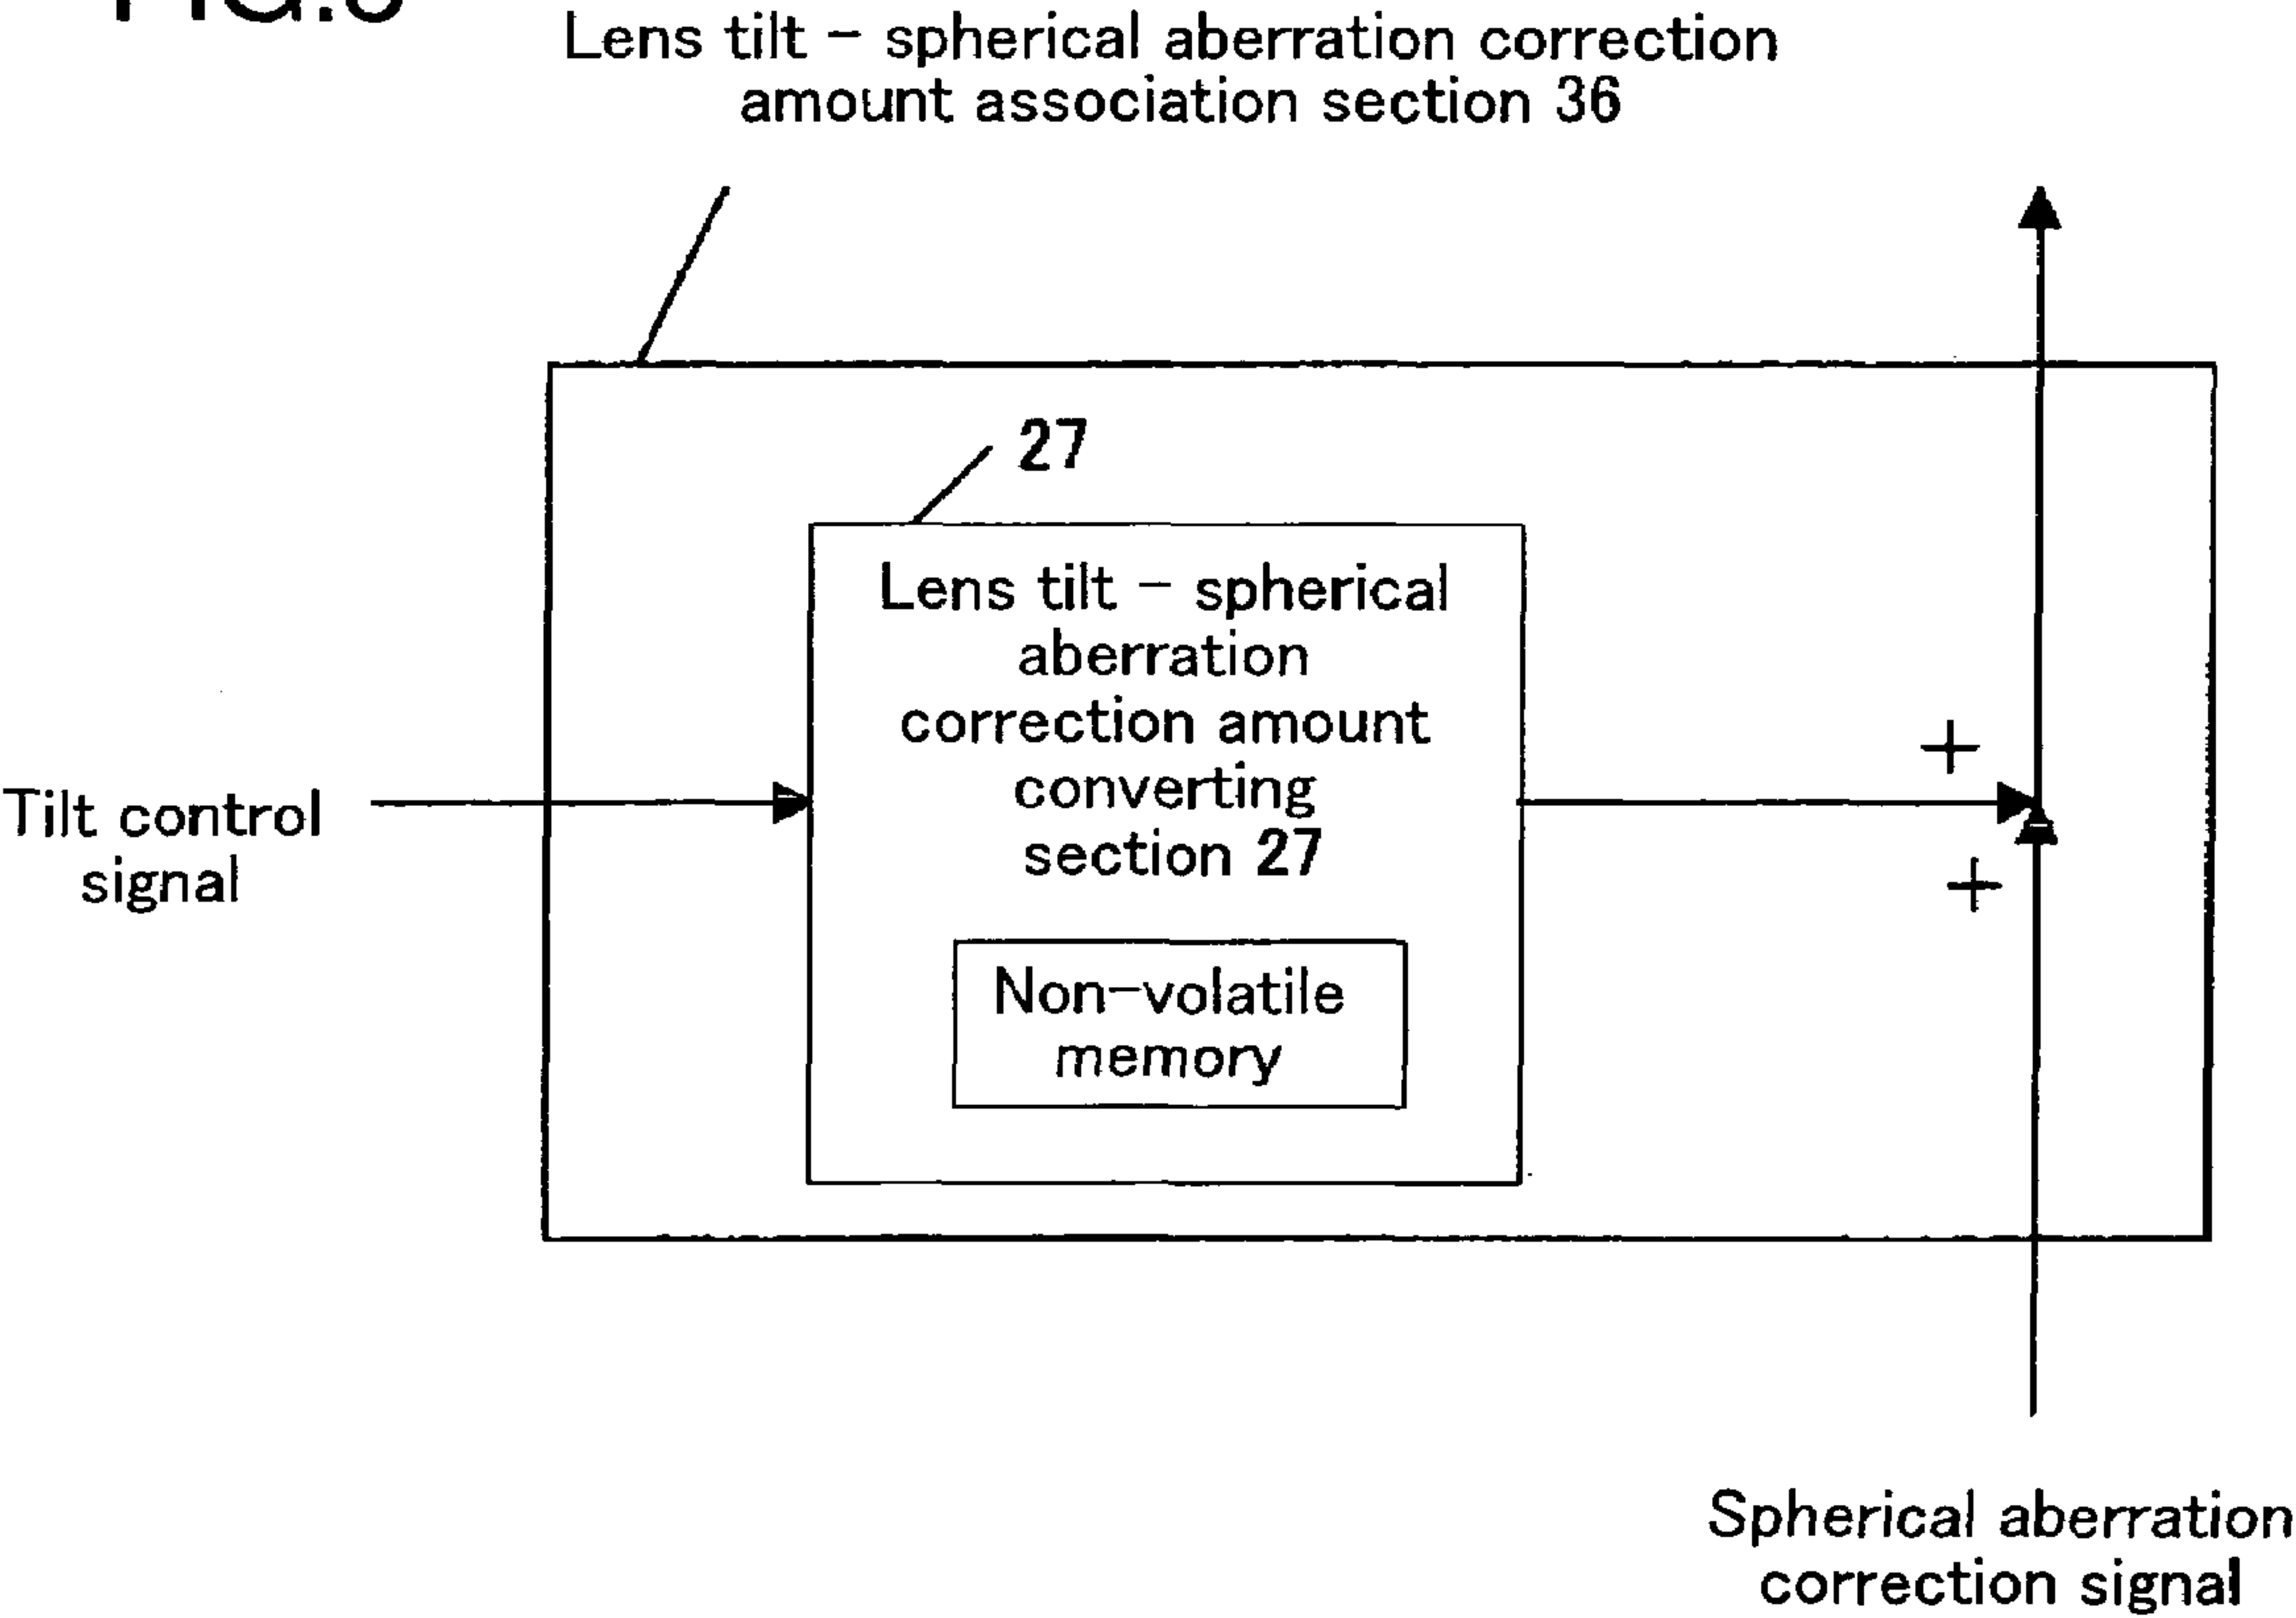 Lens tilt – spherical aberration correction
amount association section 36
27
Lens tilt – spherical
aberration
correction amount
converting
section 27
Non-volatile
memory
Tilt control
signal
+
+
Spherical aberration
correction signal